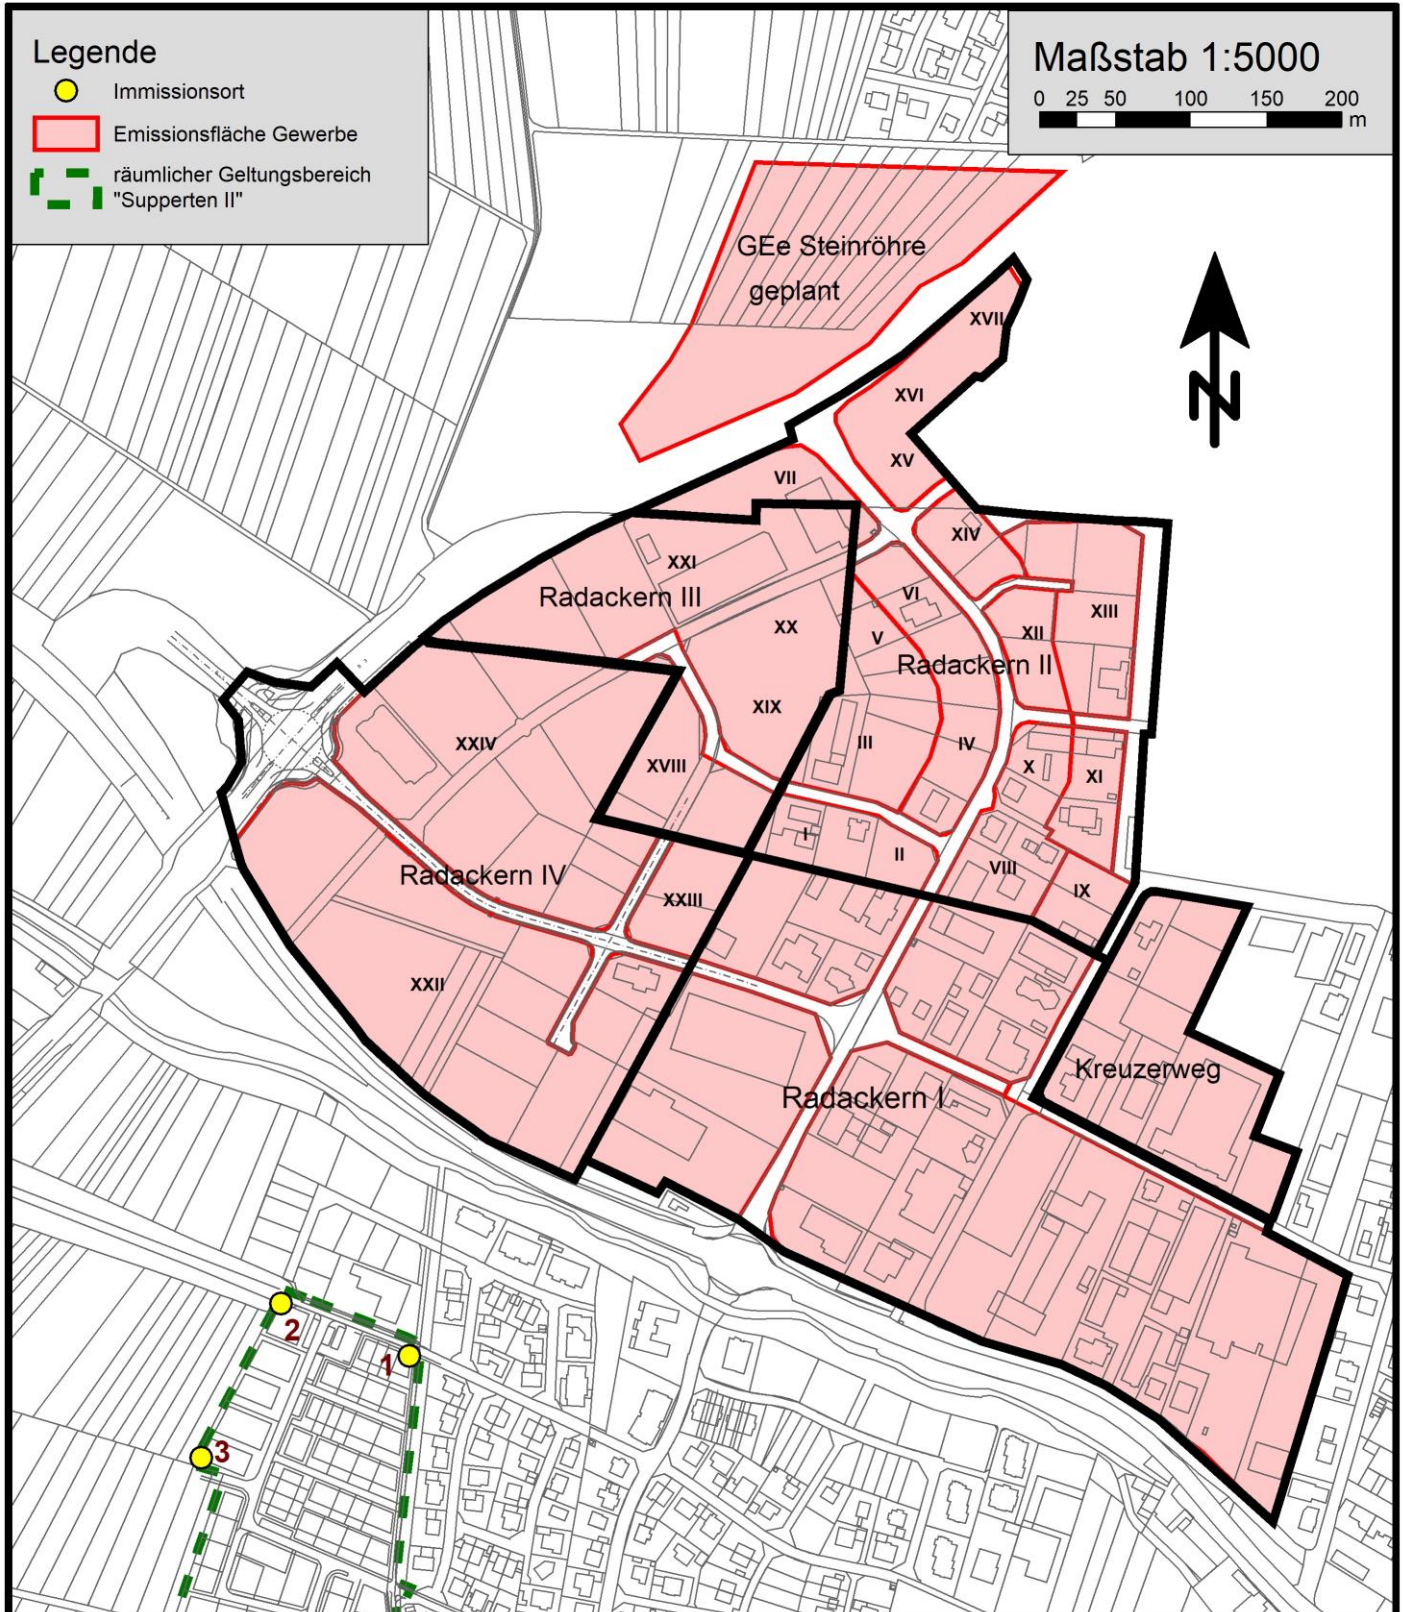 Legende
Immissionsort
Emissionsfläche Gewerbe
räumlicher Geltungsbereich
"Supperten II"
Maßstab 1:5000
0 25 50 100 150 200
m
GEe Steinröhre
geplant
N
XVII
XVI
XV
VII
XIV
XXI
Radackern III
VI
XIII
XX
V
XII
Radackern II
XIX
XXIV
III
IV
XVIII
X
XI
I
II
VIII
IX
Radackern IV
XXIII
XXII
Kreuzerweg
Radackern I
2
1
3